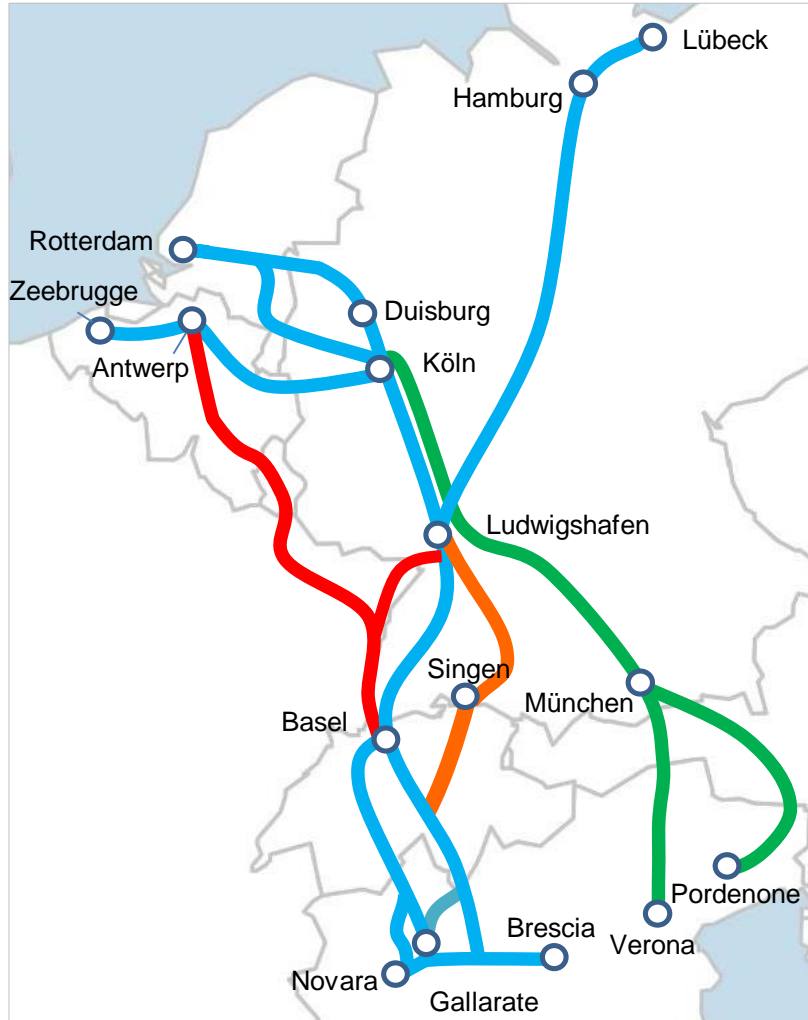 Lübeck
Hamburg
Rotterdam
Zeebrugge
Duisburg
Antwerp
Köln
Ludwigshafen
Singen
München
Basel
Pordenone
Brescia
Verona
Novara
Gallarate